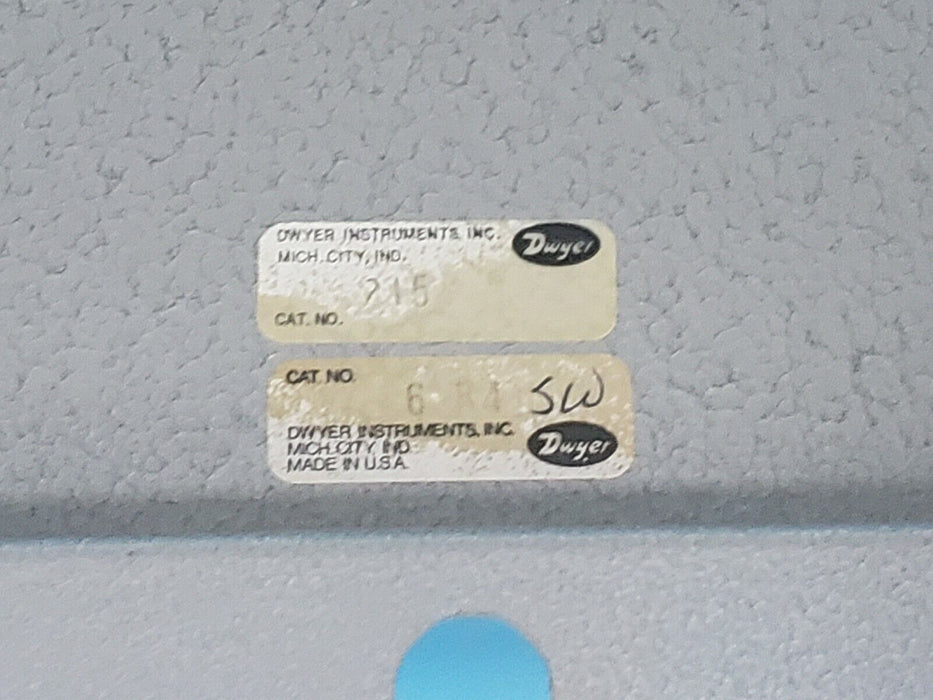 DWYER INSTRUMENTS, INC.
MICH. CITY, IND.
Dwyer
215
CAT. NO.
CAT. NO.
SW
DWYER INSTRUMENTS, INC.
MICH. CITY, IND.
MADE IN U.S.A.
Dwyer